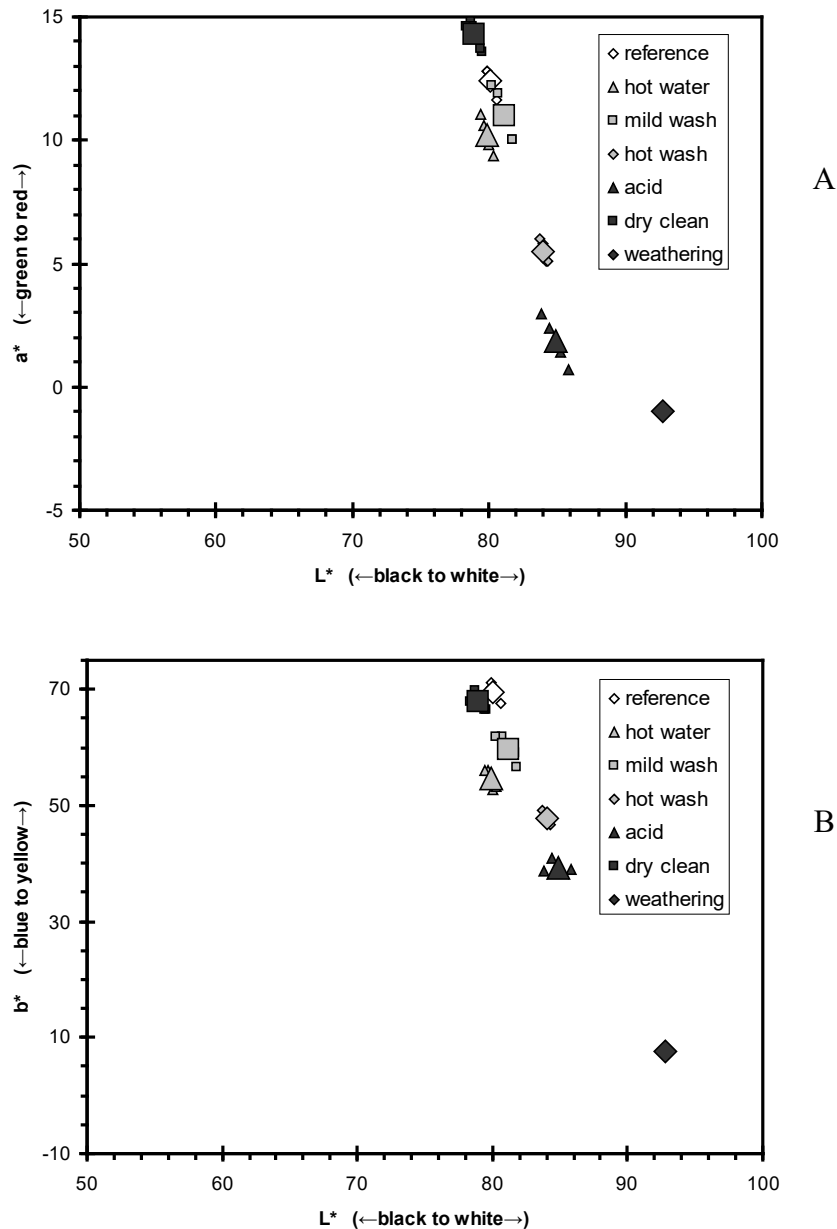 15
10
5
0
-5
a* (←green to red→)
50
60
70
80
90
100
L* (←black to white→)
reference
hot water
mild wash
hot wash
acid
dry clean
weathering
A
70
50
30
10
-10
b* (←blue to yellow→)
50
60
70
80
90
100
L* (←black to white→)
reference
hot water
mild wash
hot wash
acid
dry clean
weathering
B